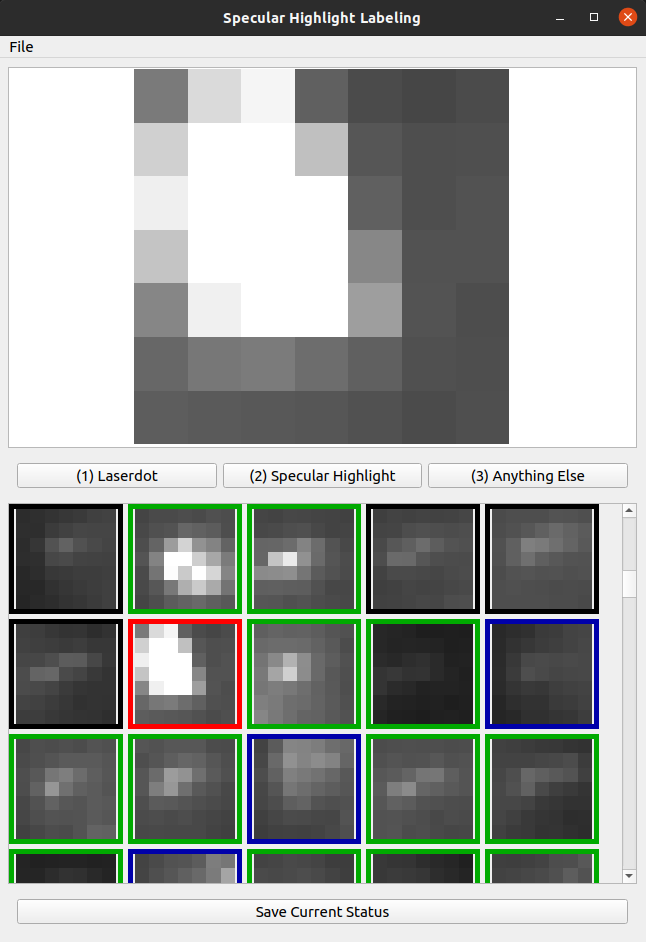 Specular Highlight Labeling
File
(1) Laserdot
(2) Specular Highlight
(3) Anything Else
Save Current Status